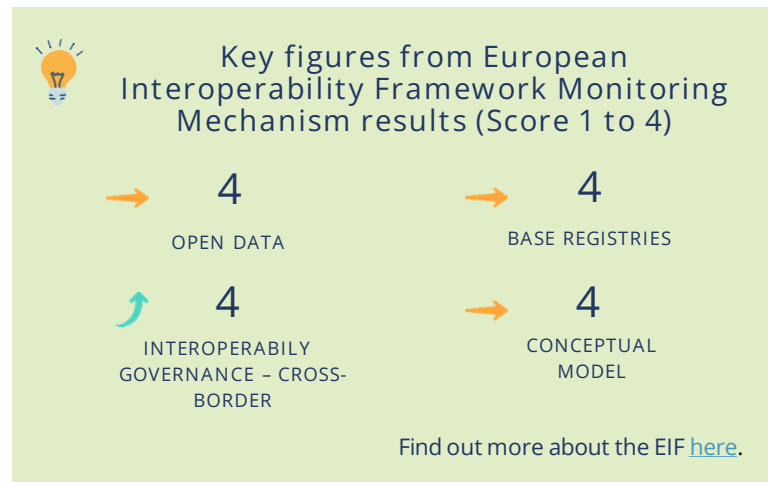 Key figures from European
Interoperability Framework Monitoring
Mechanism results (Score 1 to 4)
4
OPEN DATA
4
BASE REGISTRIES
4
INTEROPERABILY
GOVERNANCE – CROSS-
BORDER
4
CONCEPTUAL
MODEL
Find out more about the EIF here.